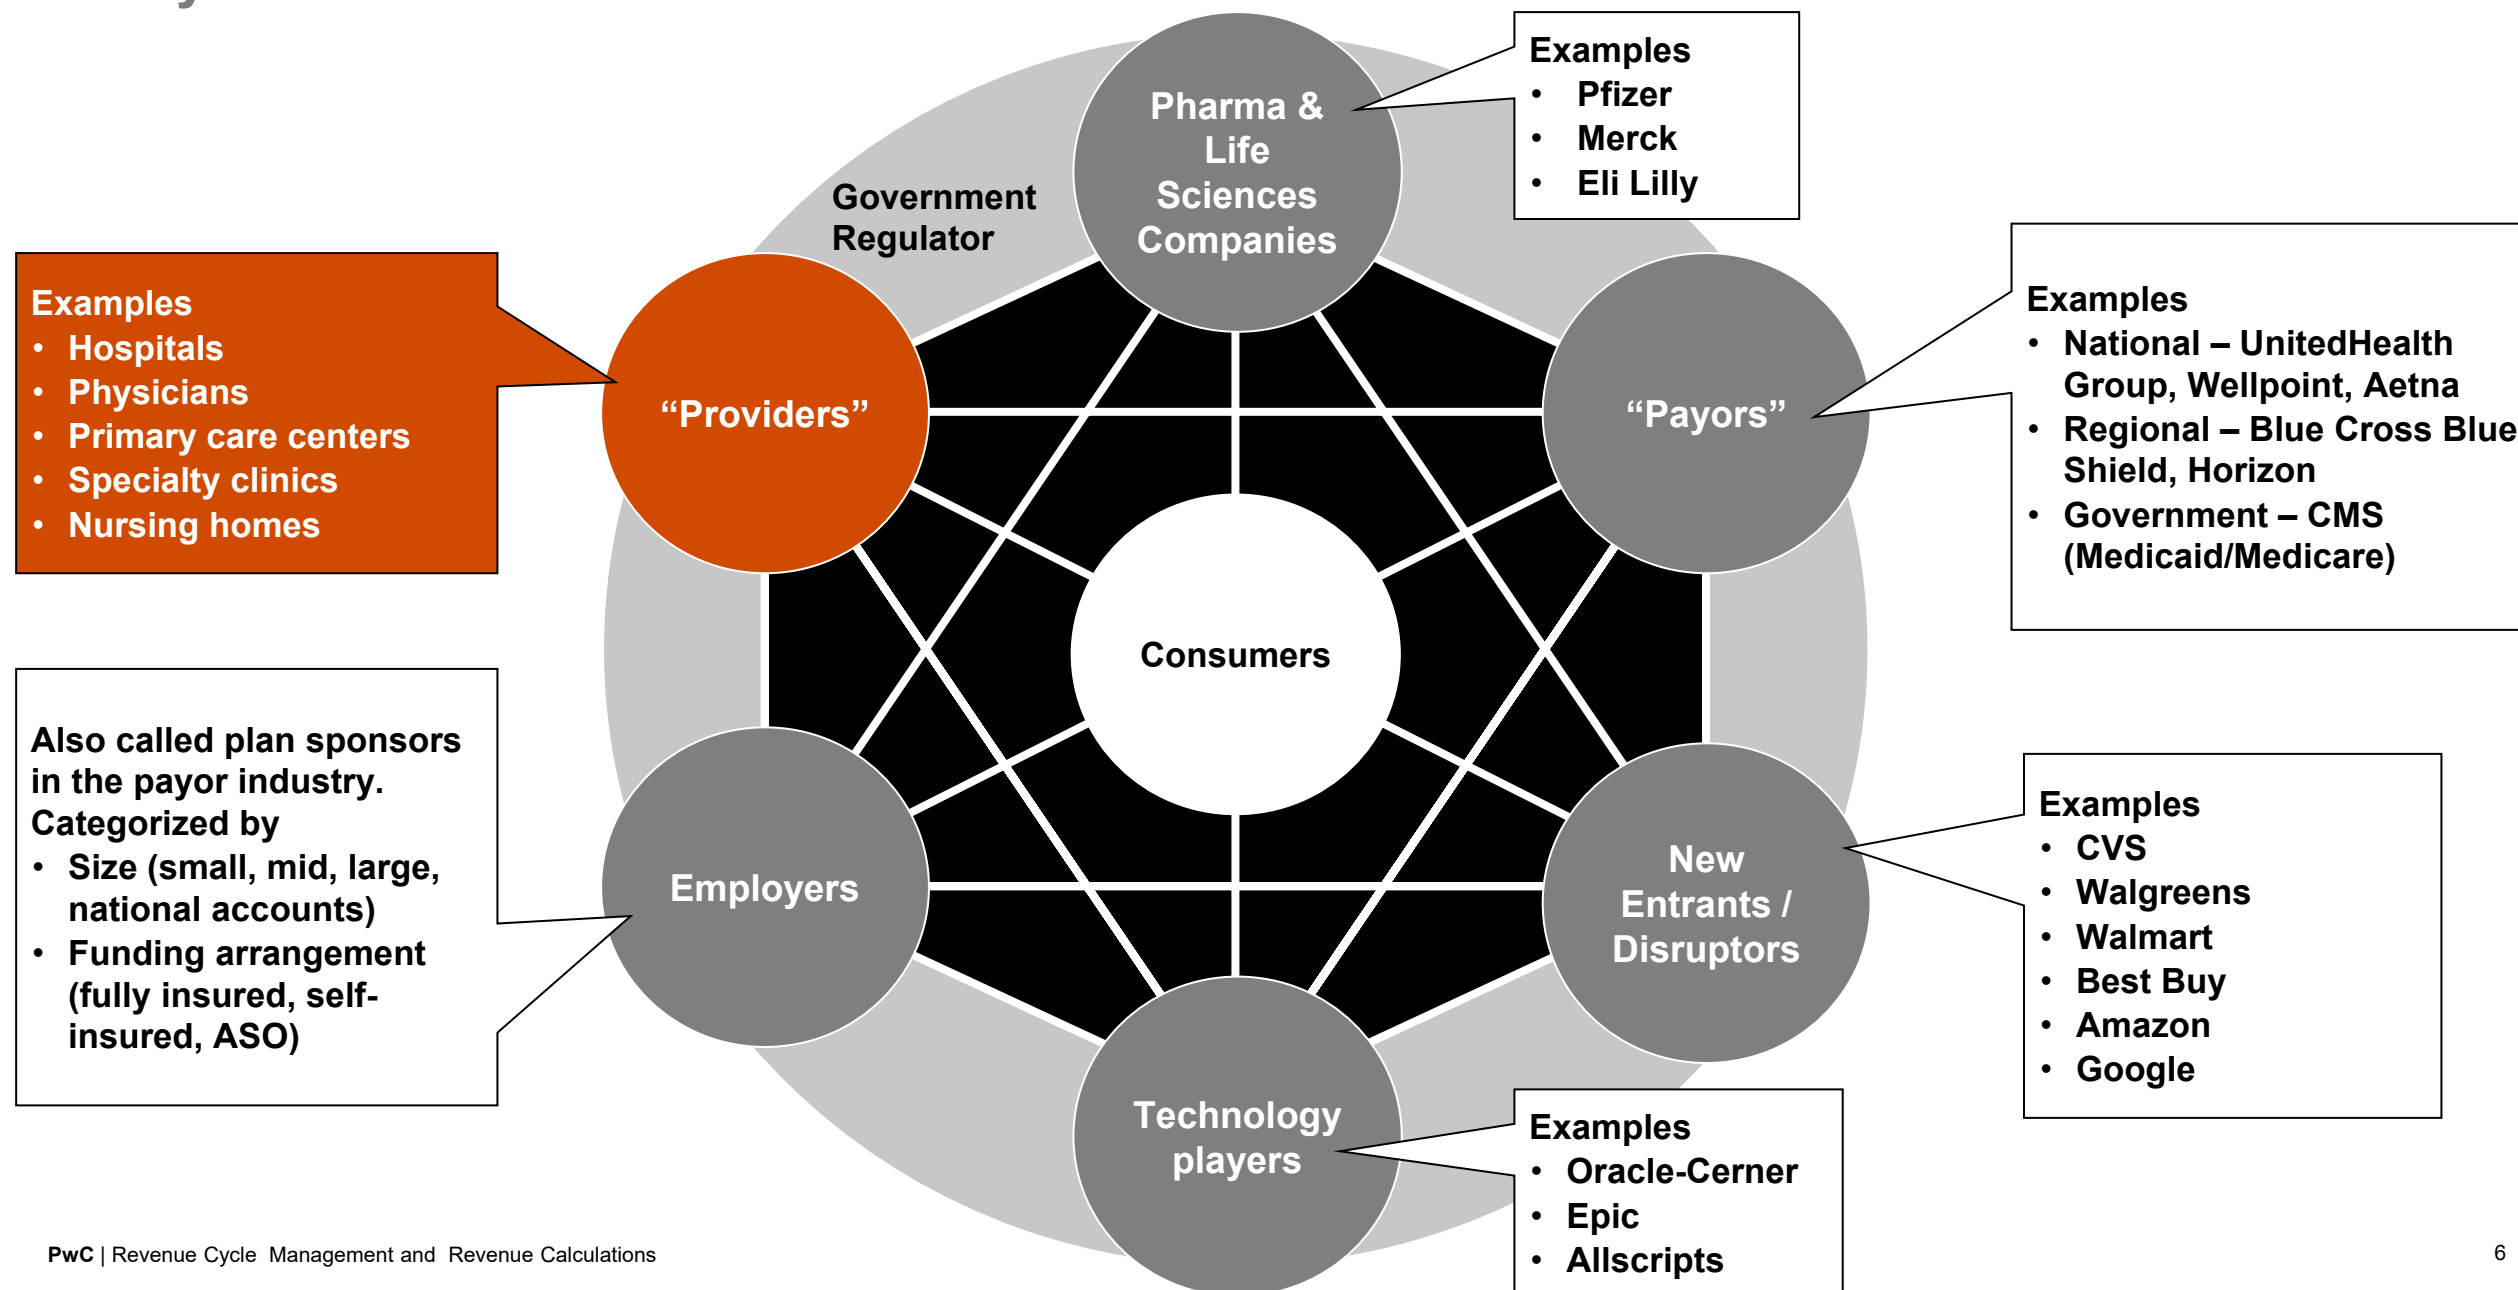 Examples
• Pfizer
• Merck
• Eli Lilly
Pharma &
Life
Sciences
Companies
Government
Regulator
Examples
• Hospitals
• Physicians
• Primary care centers
• Specialty clinics
• Nursing homes
“Providers”
“Payors”
Examples
• National – UnitedHealth
Group, Wellpoint, Aetna
• Regional – Blue Cross Blue
Shield, Horizon
• Government – CMS
(Medicaid/Medicare)
Consumers
Also called plan sponsors
in the payor industry.
Categorized by
• Size (small, mid, large,
national accounts)
• Funding arrangement
(fully insured, self-
insured, ASO)
Employers
New
Entrants /
Disruptors
Examples
• CVS
• Walgreens
• Walmart
• Best Buy
• Amazon
• Google
Technology
players
Examples
• Oracle-Cerner
• Epic
• Allscripts
PwC | Revenue Cycle Management and Revenue Calculations
6